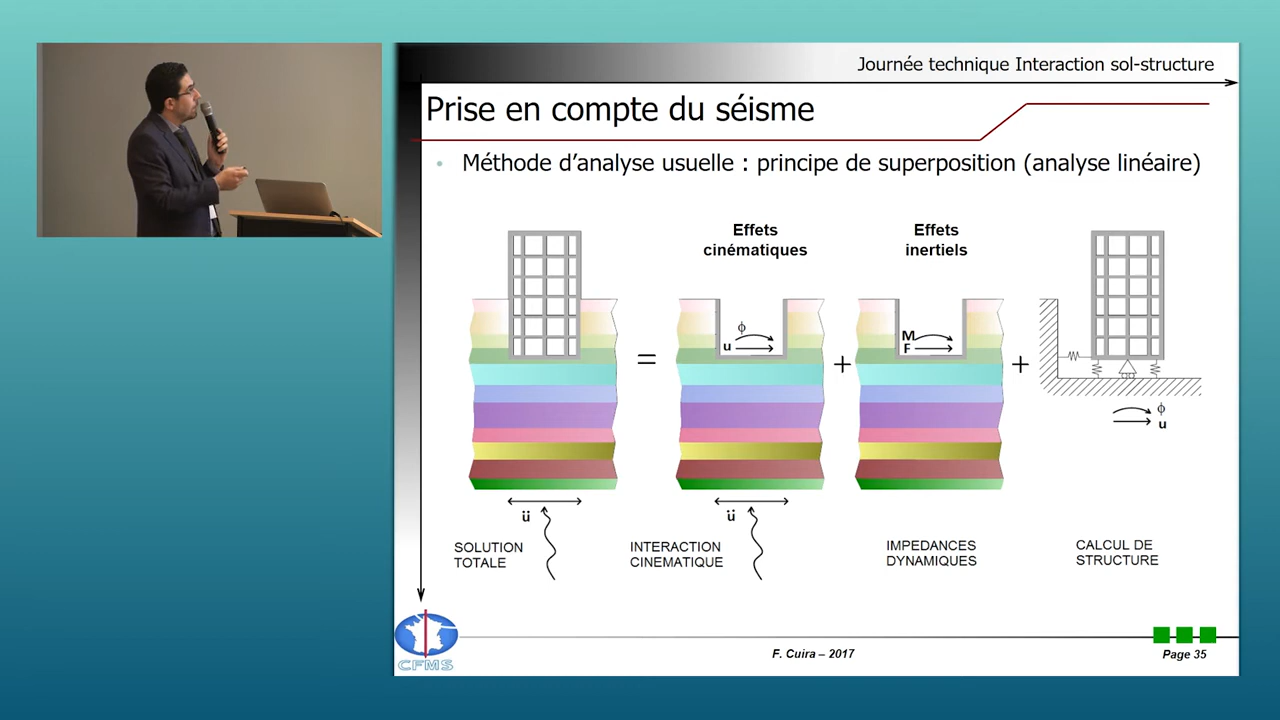 Journée technique Interaction sol-structure
Prise en compte du séisme
• Méthode d'analyse usuelle : principe de superposition (analyse linéaire)
Effets
cinématiques
Effets
inertiels
ϕ
u
M
F
=
+
+
ϕ
u
ü
ü
SOLUTION
TOTALE
INTERACTION
CINEMATIQUE
IMPEDANCES
DYNAMIQUES
CALCUL DE
STRUCTURE
CFMS
F. Cuira – 2017
Page 35